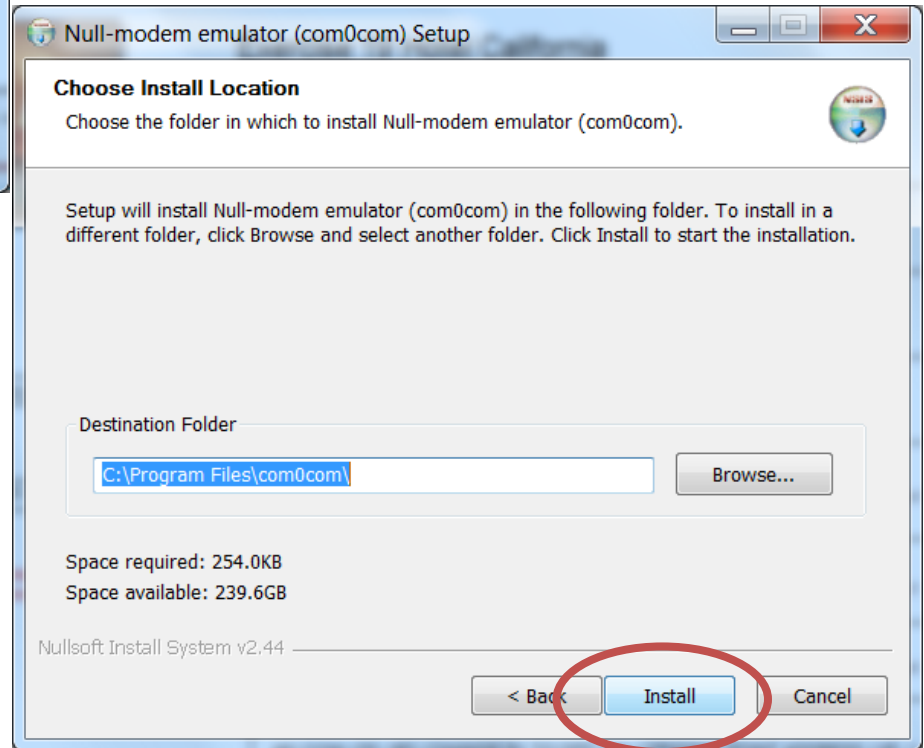 Null-modem emulator (com0com) Setup
Choose Install Location
Choose the folder in which to install Null-modem emulator (com0com).
Setup will install Null-modem emulator (com0com) in the following folder. To install in a
different folder, click Browse and select another folder. Click Install to start the installation.
Destination Folder
C:\Program Files\com0com\
Browse...
Space required: 254.0KB
Space available: 239.6GB
Nullsoft Install System v2.44
< Back
Install
Cancel